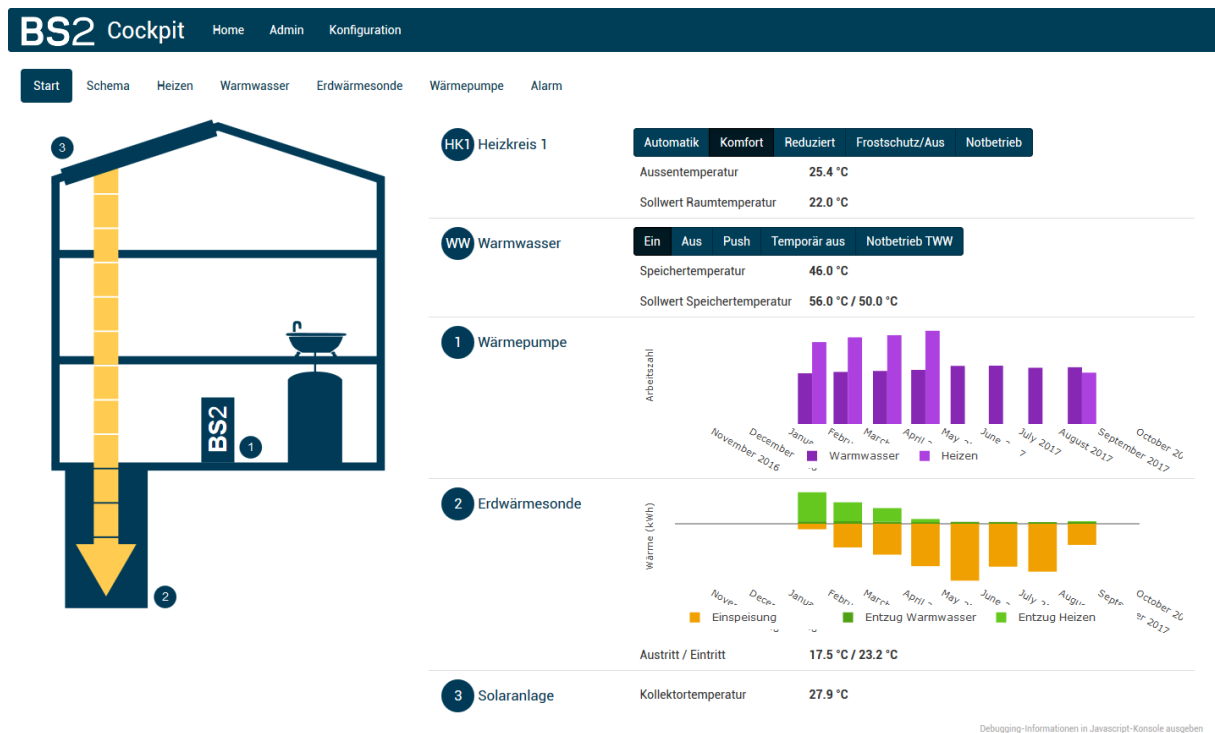 BS2 Cockpit Home Admin Konfiguration
Start Schema Heizen Warmwasser Erdwärmesonde Wärmepumpe Alarm
3
BS2
1
2
HK1 Heizkreis 1
Automatik Komfort Reduziert Frostschutz/Aus Notbetrieb
Aussentemperatur 25.4 °C
Sollwert Raumtemperatur 22.0 °C
WW Warmwasser
Ein Aus Push Temporär aus Notbetrieb TWW
Speichertemperatur 46.0 °C
Sollwert Speichertemperatur 56.0 °C / 50.0 °C
1 Wärmepumpe
Arbeitszahl
November 2016 December July 2017 August 2017 September 2017 October
Warmwasser Heizen
2 Erdwärmesonde
Wärme (kWh)
October
Einspeisung Entzug Warmwasser Entzug Heizen
Austritt / Eintritt 17.5 °C / 23.2 °C
3 Solaranlage
Kollektortemperatur 27.9 °C
Debugging-Informationen in Javascript-Konsole ausgeben